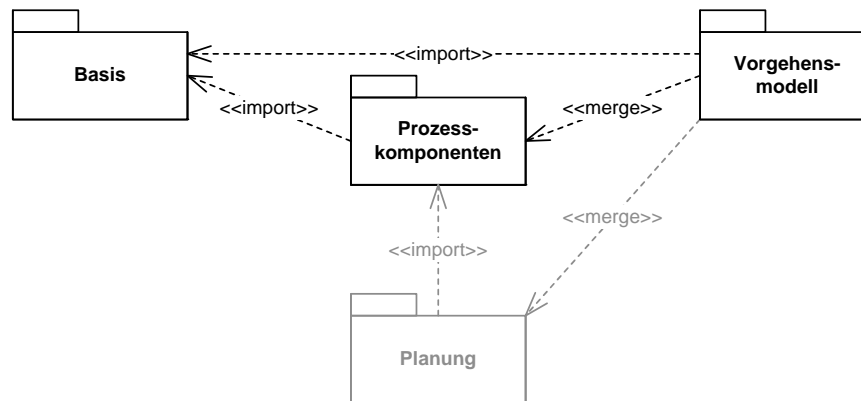 <<import>>
Basis
Vorgehens-
modell
<<import>>
<<merge>>
Prozess-
komponenten
<<merge>>
<<import>>
Planung